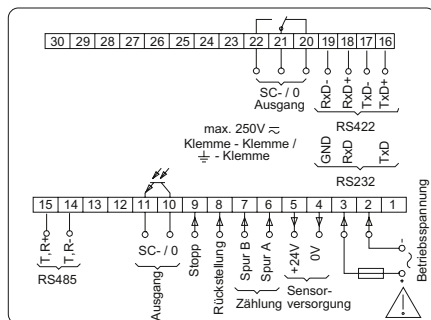 30 29 28 27 26 25 24 23 22 21 20 19 18 17 16
SC- / 0
Ausgang
RxD-
RxD+
TxD-
TxD+
RS422
max. 250V ⎓
Klemme - Klemme /
⏚ - Klemme
GND
RxD
TxD
RS232
15 14 13 12 11 10 9 8 7 6 5 4 3 2 1
T,R+
T,R-
RS485
SC- / 0
Ausgang
Stopp
Rückstellung
Spur B
Spur A
Zählung
+24V
0V
Sensor-
versorgung
-
~
+
Betriebsspannung
!